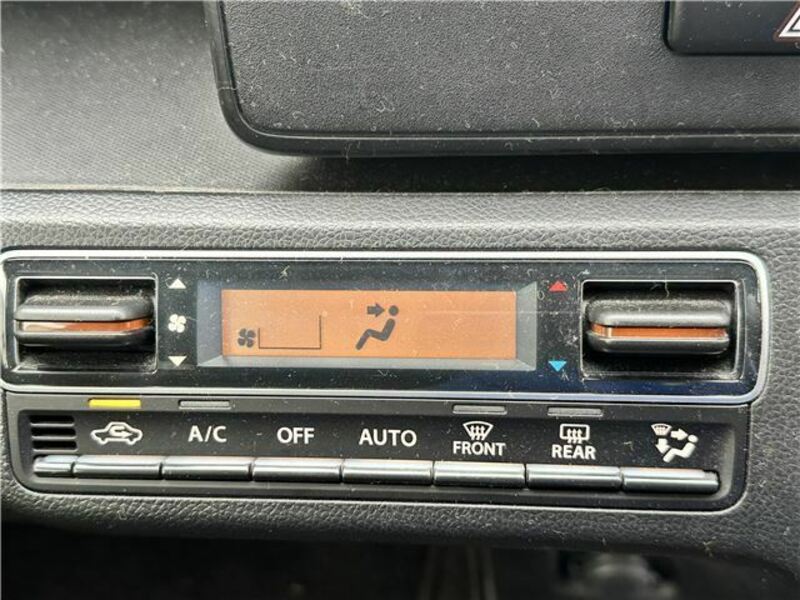 A/C OFF AUTO FRONT REAR